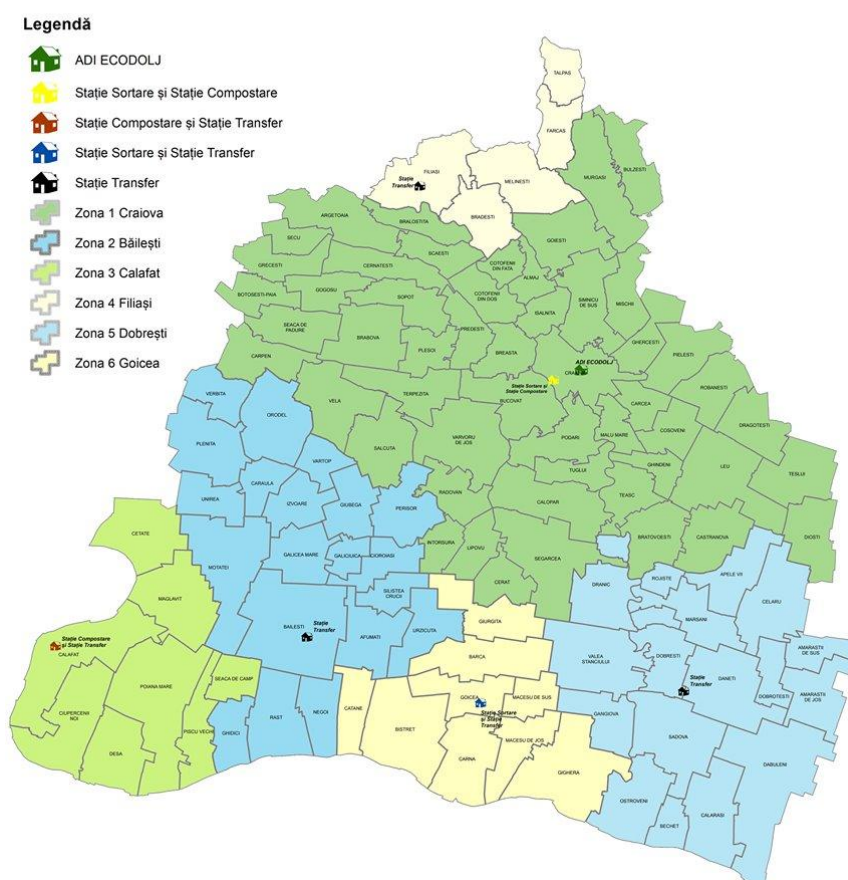 Legendă
ADI ECODOLJ
Stație Sortare și Stație Compostare
Stație Compostare și Stație Transfer
Stație Sortare și Stație Transfer
Stație Transfer
Zona 1 Craiova
Zona 2 Băilești
Zona 3 Calafat
Zona 4 Filiași
Zona 5 Dobrești
Zona 6 Goicea
TALPAS
FARCAS
FILIASI
Stație
Transfer
MELINESTI
BRADESTI
MURGASI
BULZESTI
ARGETOAIA
BRALOSTITA
SECU
SCAESTI
GOIESTI
GRECESTI
CERNATESTI
COTOFENII
DIN FATA
ALMAJ
BOTOSESTI-PAIA
GOGOSU
SOPOT
COTOFENII
DIN DOS
ISALNITA
SIMNICU
DE SUS
MISCHII
SEACA DE
PADURE
BRABOVA
PREDESTI
PLESOI
BREASTA
GHERCESTI
PIELESTI
CARPEN
ADI ECODOLJ
Stație Sortare și
Stație Compostare
ROBANESTI
VERBITA
ORODEL
VELA
TERPEZITA
BUCOVAT
CARCEA
COSOVENI
DRAGOTESTI
PLENITA
VARVORU
DE JOS
PODARI
MALU MARE
SALCUTA
VARTOP
TUGLUI
GHINDENI
LEU
TESLUI
CARAULA
UNIREA
IZVOARE
GIUBEGA
PERISOR
RADOVAN
CALOPAR
TEASC
CETATE
INTORSURA
LIPOVU
SEGARCEA
BRATOVOESTI
CASTRANOVA
DIOSTI
MOTATEI
GALICEA MARE
GALICIUICA
CIOROIASI
CERAT
DRANIC
ROJISTE
APELE VII
MAGLAVIT
SILISTEA
CRUCII
CELARU
MARSANI
BAILESTI
Stație
Transfer
AFUMATI
URZICUTA
GIURGITA
Stație Compostare
și Stație Transfer
CALAFAT
BARCA
VALEA
STANCIULUI
DOBRESTI
AMARASTII
DE SUS
POIANA MARE
SEACA DE CAMP
Stație
Transfer
DANETI
DOBROTESTI
AMARASTII
DE JOS
CIUPERCENII
NOI
CATANE
GOICEA
MACESU DE SUS
Stație Sortare
și Stație
Transfer
GANGIOVA
DESA
PISCU VECHI
GHIDICI
RAST
NEGOI
BISTRET
CARNA
MACESU DE JOS
GIGHERA
SADOVA
DABULENI
OSTROVENI
BECHET
CALARASI